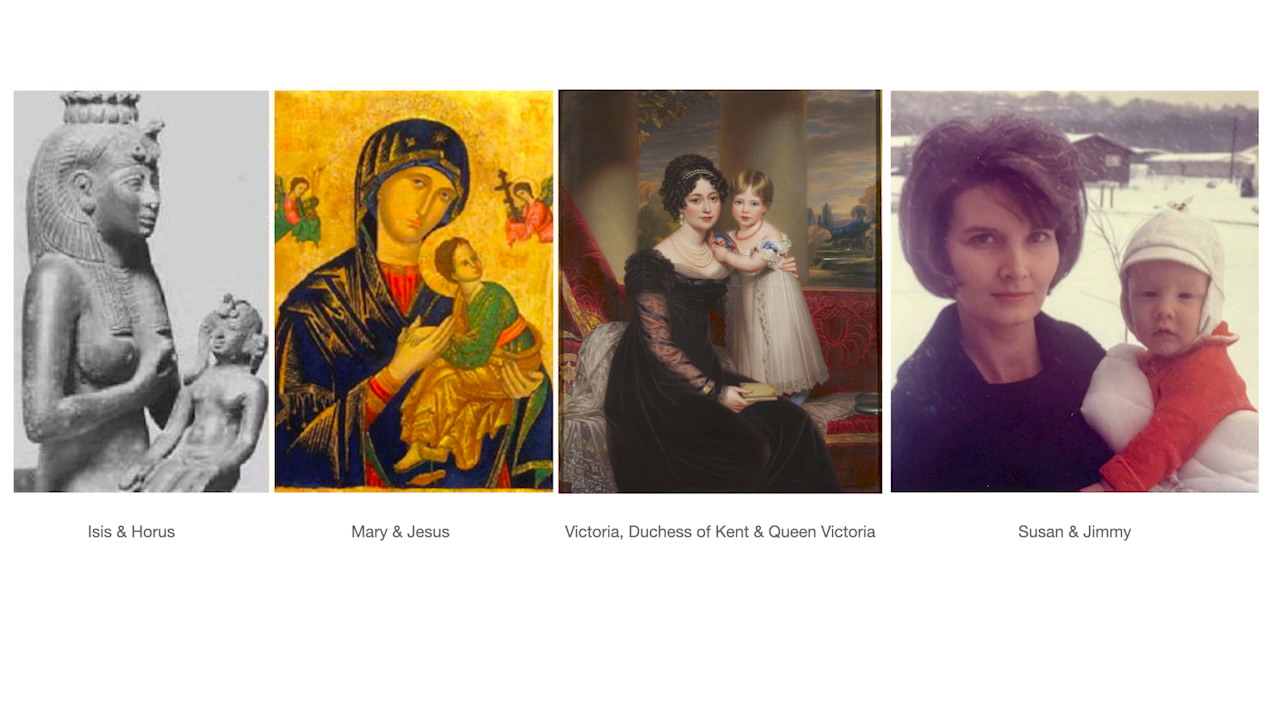 Isis & Horus
Mary & Jesus
Victoria, Duchess of Kent & Queen Victoria
Susan & Jimmy